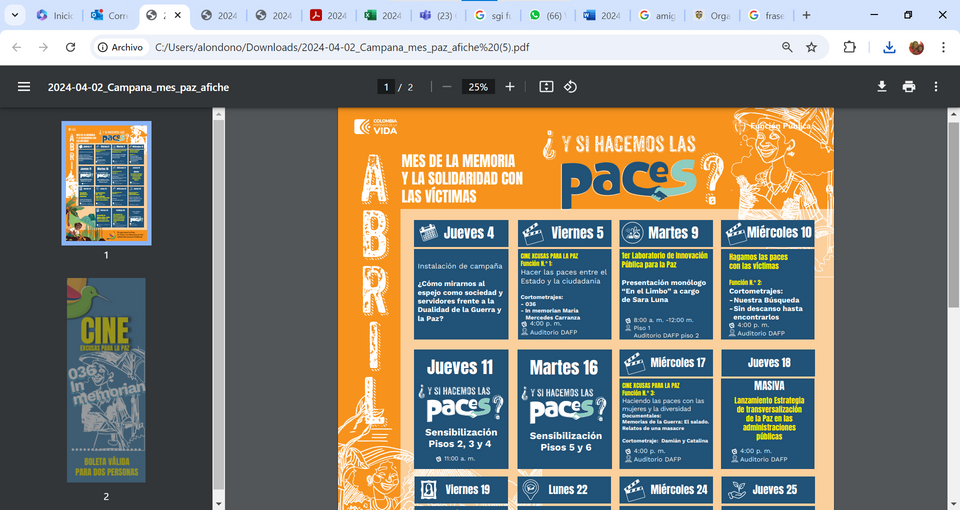 Inicic
Corre
2
2024
2024
2024
2024
(23)
sgi fu
(66)
2024
amig
Orga
frase
Archivo
C:/Users/alondono/Downloads/2024-04-02_Campana_mes_paz_afiche%20(5).pdf
2024-04-02_Campana_mes_paz_afiche
1 / 2
25%
1
CINE
EXCUSAS PARA LA PAZ
036
In
memorian
BOLETA VÁLIDA
PARA DOS PERSONAS
2
COLOMBIA
VIDA
Función Pública
ABRIL
MES DE LA MEMORIA
Y LA SOLIDARIDAD CON
LAS VÍCTIMAS
¿Y SI HACEMOS LAS
paces?
Jueves 4
Instalación de campaña
¿Cómo mirarnos al
espejo como sociedad y
servidores frente a la
Dualidad de la Guerra y
la Paz?
Viernes 5
CINE XCUSAS PARA LA PAZ
Función N.º 1:
Hacer las paces entre el
Estado y la ciudadanía
Cortometrajes:
- 036
- In memorian María
Mercedes Carranza
4:00 p. m.
Auditorio DAFP
Martes 9
1er Laboratorio de Innovación
Pública para la Paz
Presentación monólogo
“En el Limbo” a cargo
de Sara Luna
8:00 a. m. -12:00 m.
Piso 1
Auditorio DAFP piso 2
Miércoles 10
Hagamos las paces
con las víctimas
Función N.º 2:
Cortometrajes:
- Nuestra Búsqueda
- Sin descanso hasta
encontrarlos
4:00 p. m.
Auditorio DAFP
Jueves 11
¿Y SI HACEMOS LAS
paces?
Sensibilización
Pisos 2, 3 y 4
11:00 a. m.
Martes 16
¿Y SI HACEMOS LAS
paces?
Sensibilización
Pisos 5 y 6
Miércoles 17
CINE XCUSAS PARA LA PAZ
Función N.º 3:
Haciendo las paces con las
mujeres y la diversidad
Documentales:
Memorias de la Guerra: El salado.
Relatos de una masacre
Cortometraje: Damián y Catalina
4:00 p. m.
Auditorio DAFP
Jueves 18
MASIVA
Lanzamiento Estrategia
de transversalización
de la Paz en las
administraciones
públicas
4:00 p. m.
Auditorio DAFP
Viernes 19
Lunes 22
Miércoles 24
Jueves 25